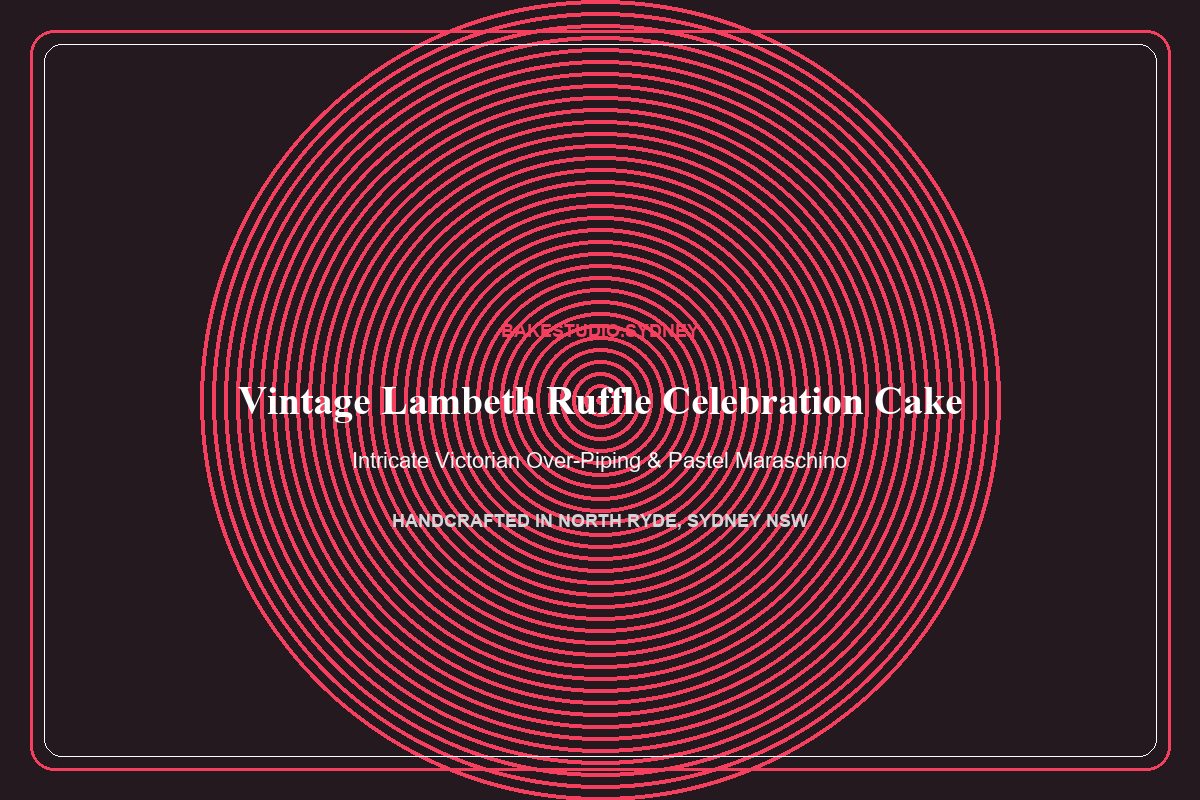 BAKESTUDIO.SYDNEY
Vintage Lambeth Ruffle Celebration Cake
Intricate Victorian Over-Piping & Pastel Maraschino
HANDCRAFTED IN NORTH RYDE, SYDNEY NSW